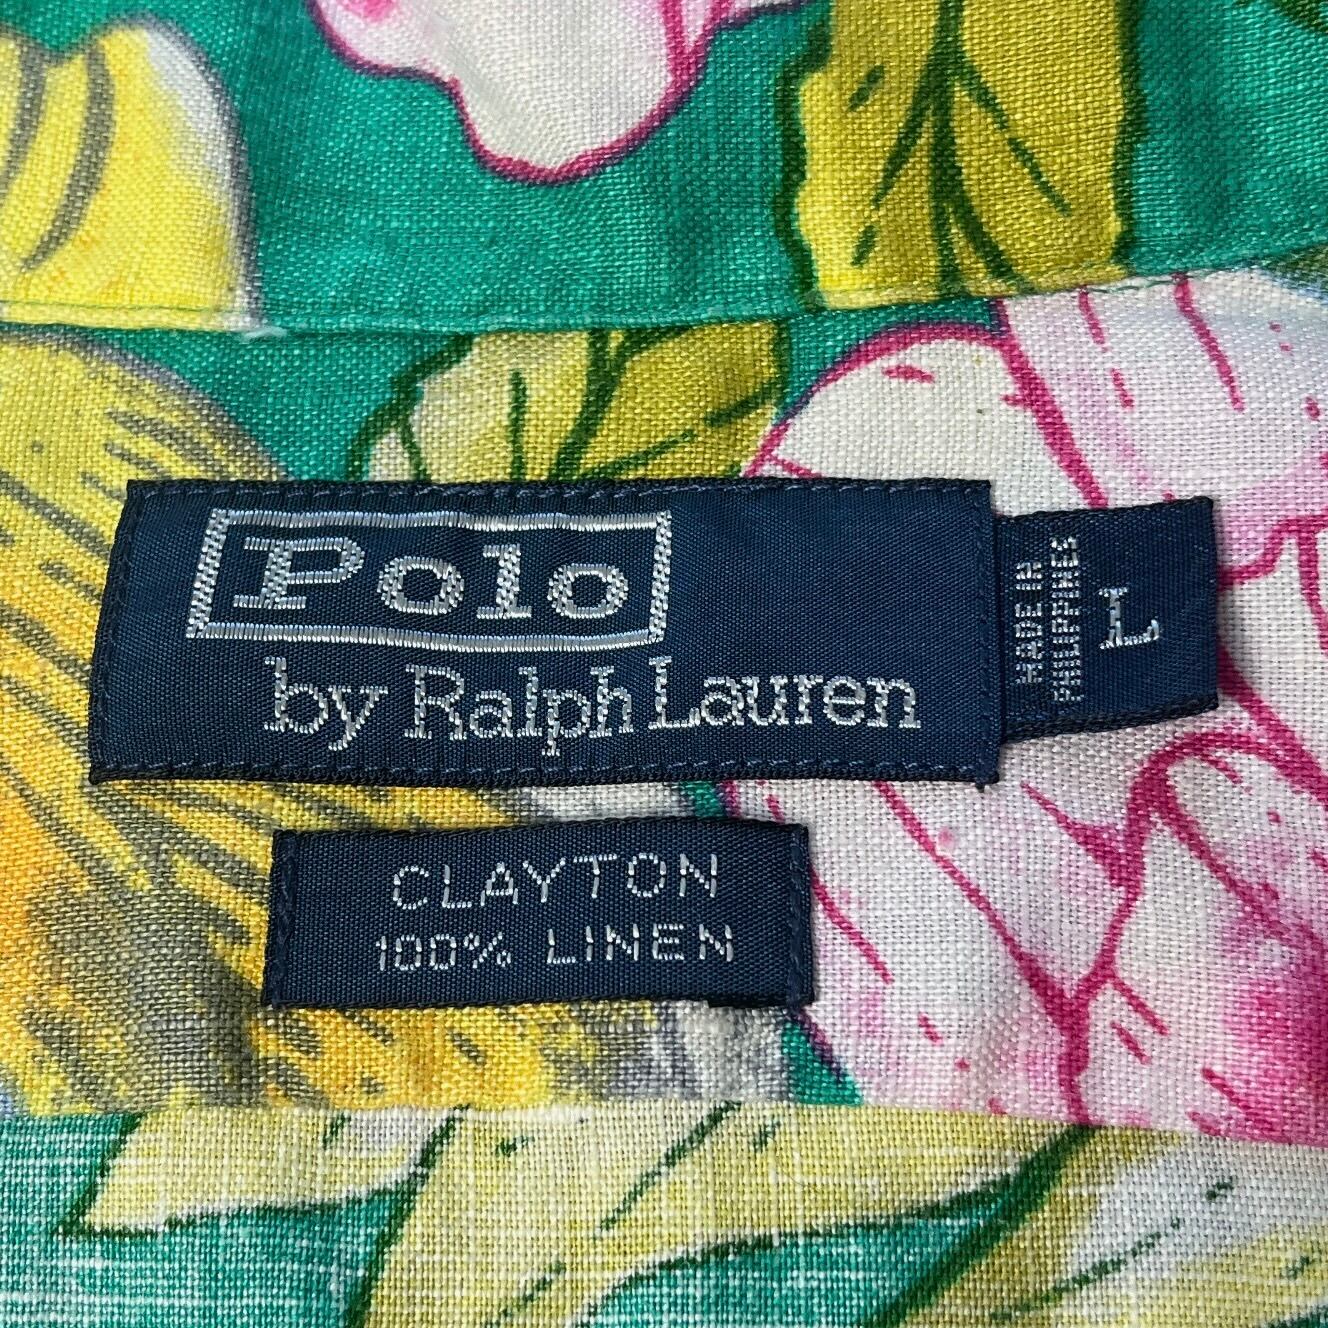 Polo
by Ralph Lauren
MADE IN
PHILIPPINES
L
CLAYTON
100% LINEN